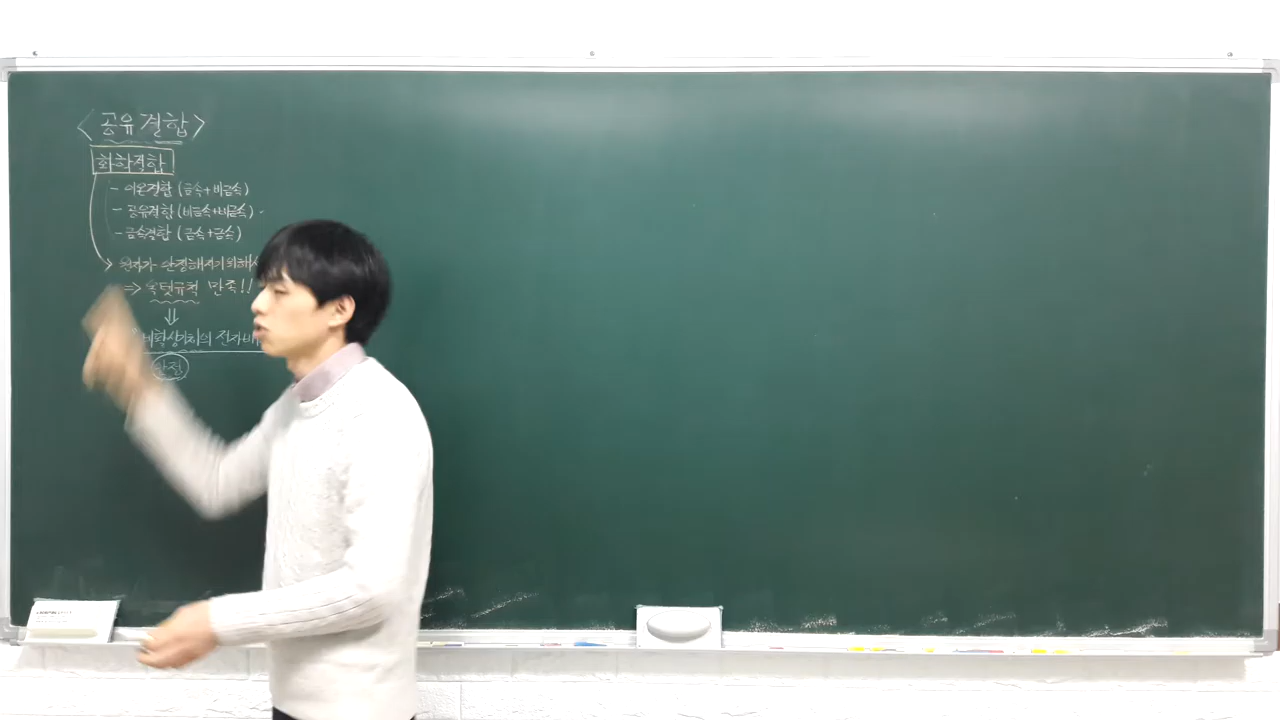 <공유결합>
화학결합
- 이온결합 (금속+비금속)
- 공유결합 (비금속+비금속)
- 금속결합 (금속+금속)
→ 원자가 안정해지기위해
⇒ 옥텟규칙 만족!!
⇓
비활성기체의 전자배
안정